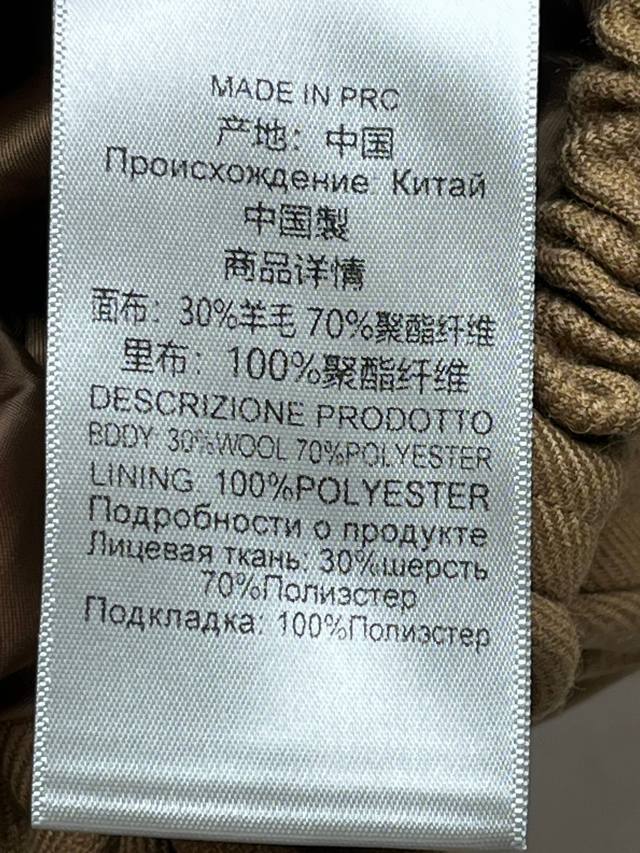 MADE IN PRC
产地：中国
Происхождение Китай
中国製
商品详情
面布：30%羊毛 70%聚酯纤维
里布：100%聚酯纤维
DESCRIZIONE PRODOTTO
BDDY: 30%WOOL 70%POLYESTER
LINING: 100%POLYESTER
Подробности о продукте
Лицевая ткань: 30%шерсть
70%Полиэстер
Подкладка: 100%Полиэстер